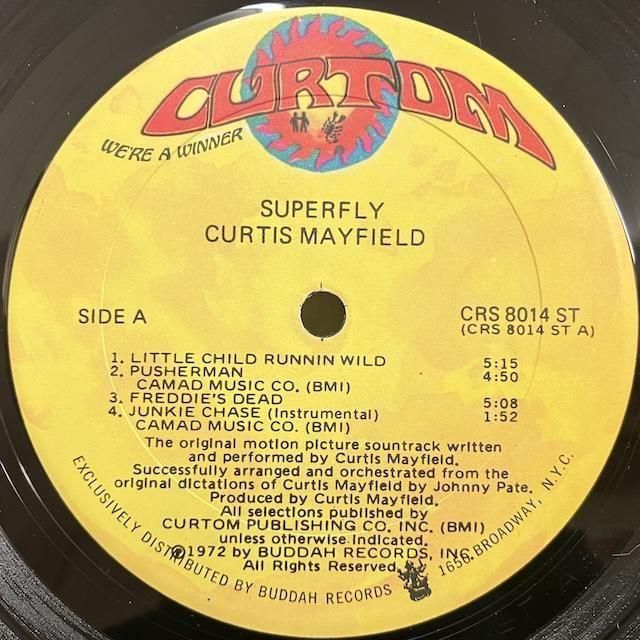 CURTOM
WE'RE A WINNER
SUPERFLY
CURTIS MAYFIELD
SIDE A
CRS 8014 ST
(CRS 8014 ST A)
1. LITTLE CHILD RUNNIN WILD 5:15
2. PUSHERMAN 4:50
CAMAD MUSIC CO. (BMI)
3. FREDDIE'S DEAD 5:08
4. JUNKIE CHASE (Instrumental) 1:52
CAMAD MUSIC CO. (BMI)
The original motion picture sountrack written
and performed by Curtis Mayfield.
Successfully arranged and orchestrated from the
original dictations of Curtis Mayfield by Johnny Pate.
Produced by Curtis Mayfield.
All selections published by
CURTOM PUBLISHING CO. INC. (BMI)
unless otherwise indicated.
℗1972 by BUDDAH RECORDS, INC.
All Rights Reserved.
EXCLUSIVELY DISTRIBUTED BY BUDDAH RECORDS 1650 BROADWAY, N.Y.C.